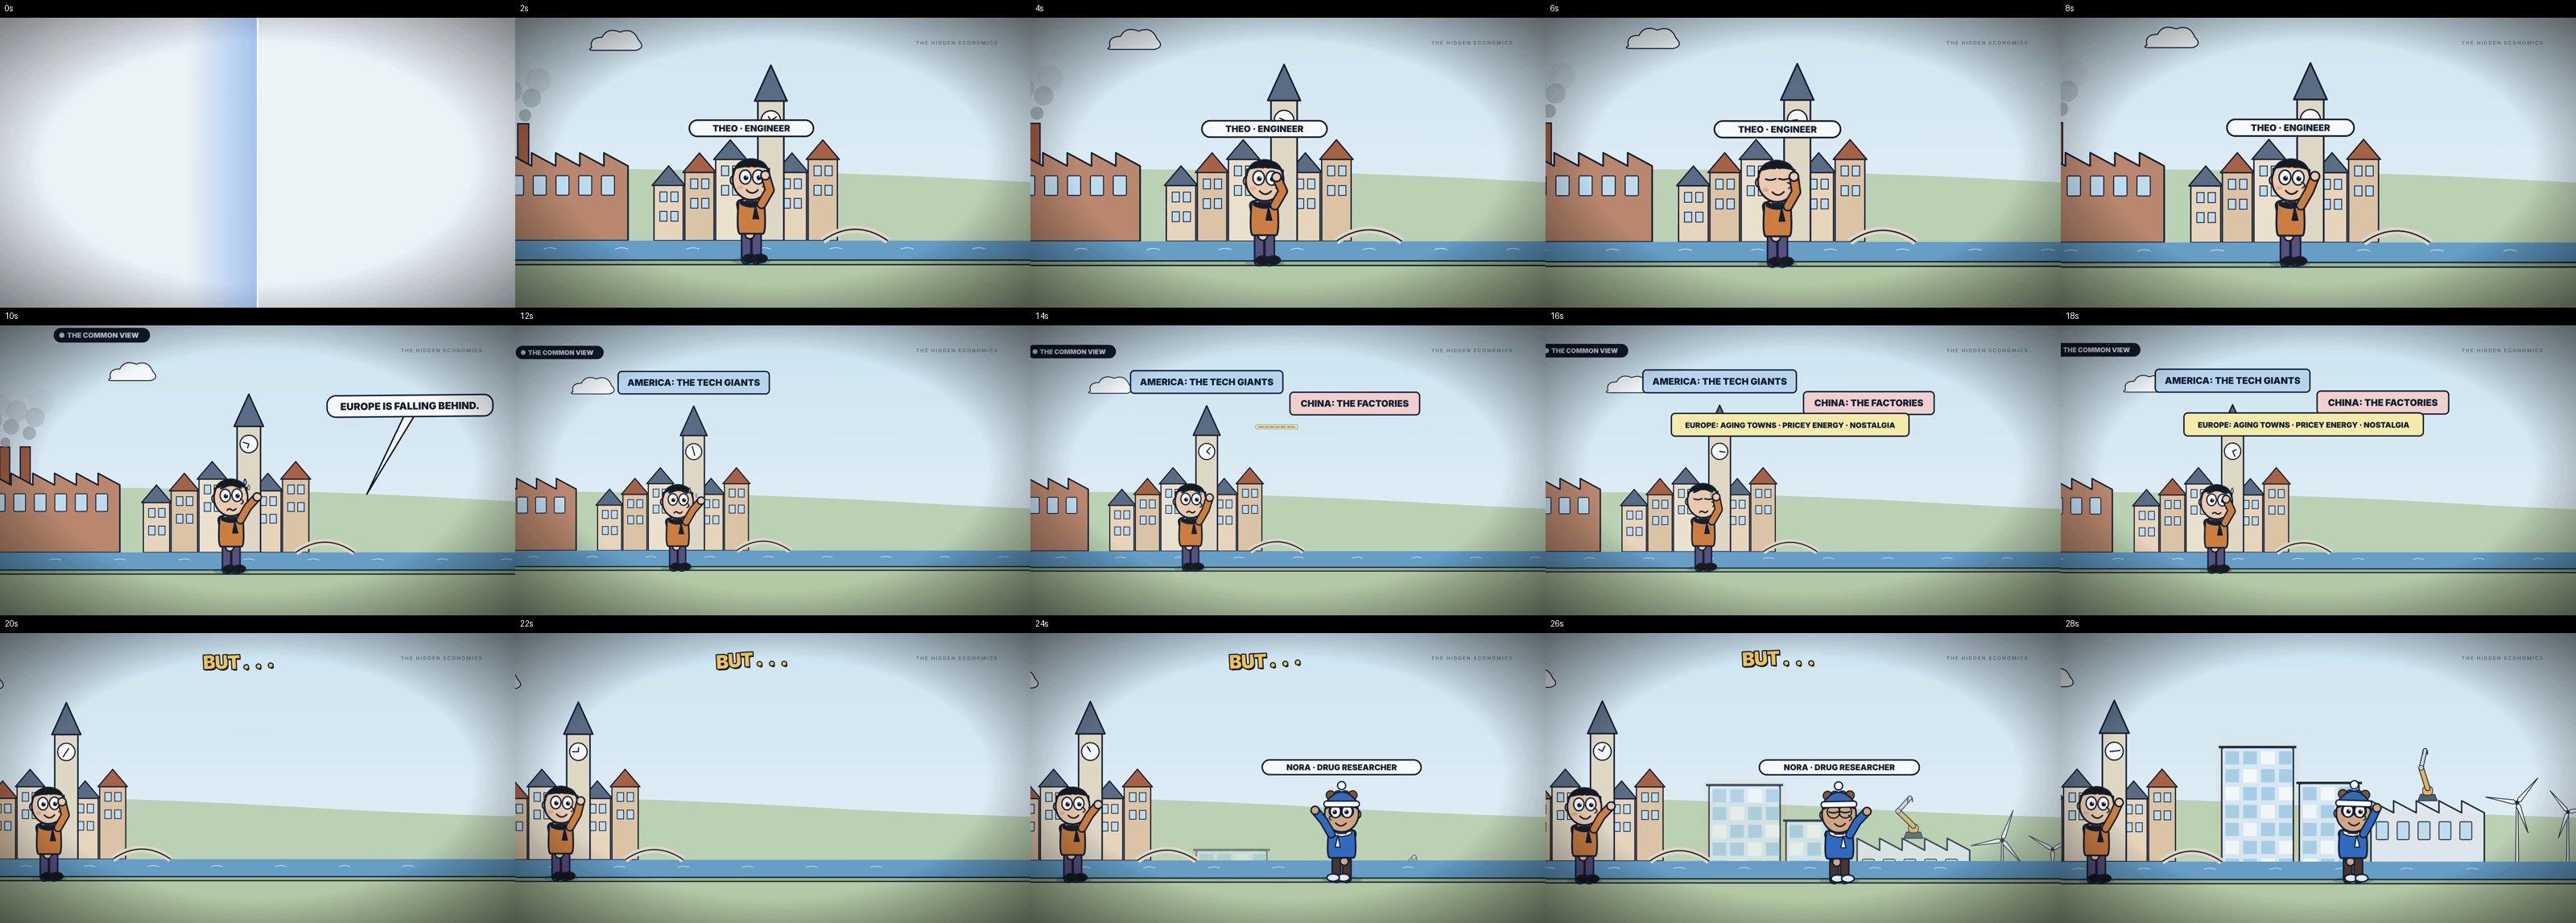 0s
2s
4s
6s
8s
THE HIDDEN ECONOMICS
THE HIDDEN ECONOMICS
THE HIDDEN ECONOMICS
THE HIDDEN ECONOMICS
THEO · ENGINEER
THEO · ENGINEER
THEO · ENGINEER
THEO · ENGINEER
10s
12s
14s
16s
18s
THE COMMON VIEW
THE HIDDEN ECONOMICS
EUROPE IS FALLING BEHIND.
THE COMMON VIEW
THE HIDDEN ECONOMICS
AMERICA: THE TECH GIANTS
THE COMMON VIEW
THE HIDDEN ECONOMICS
AMERICA: THE TECH GIANTS
CHINA: THE FACTORIES
THE COMMON VIEW
THE HIDDEN ECONOMICS
AMERICA: THE TECH GIANTS
CHINA: THE FACTORIES
EUROPE: AGING TOWNS · PRICEY ENERGY · NOSTALGIA
THE COMMON VIEW
THE HIDDEN ECONOMICS
AMERICA: THE TECH GIANTS
CHINA: THE FACTORIES
EUROPE: AGING TOWNS · PRICEY ENERGY · NOSTALGIA
20s
22s
24s
26s
28s
BUT...
THE HIDDEN ECONOMICS
BUT...
THE HIDDEN ECONOMICS
BUT...
THE HIDDEN ECONOMICS
NORA · DRUG RESEARCHER
BUT...
THE HIDDEN ECONOMICS
NORA · DRUG RESEARCHER
THE HIDDEN ECONOMICS